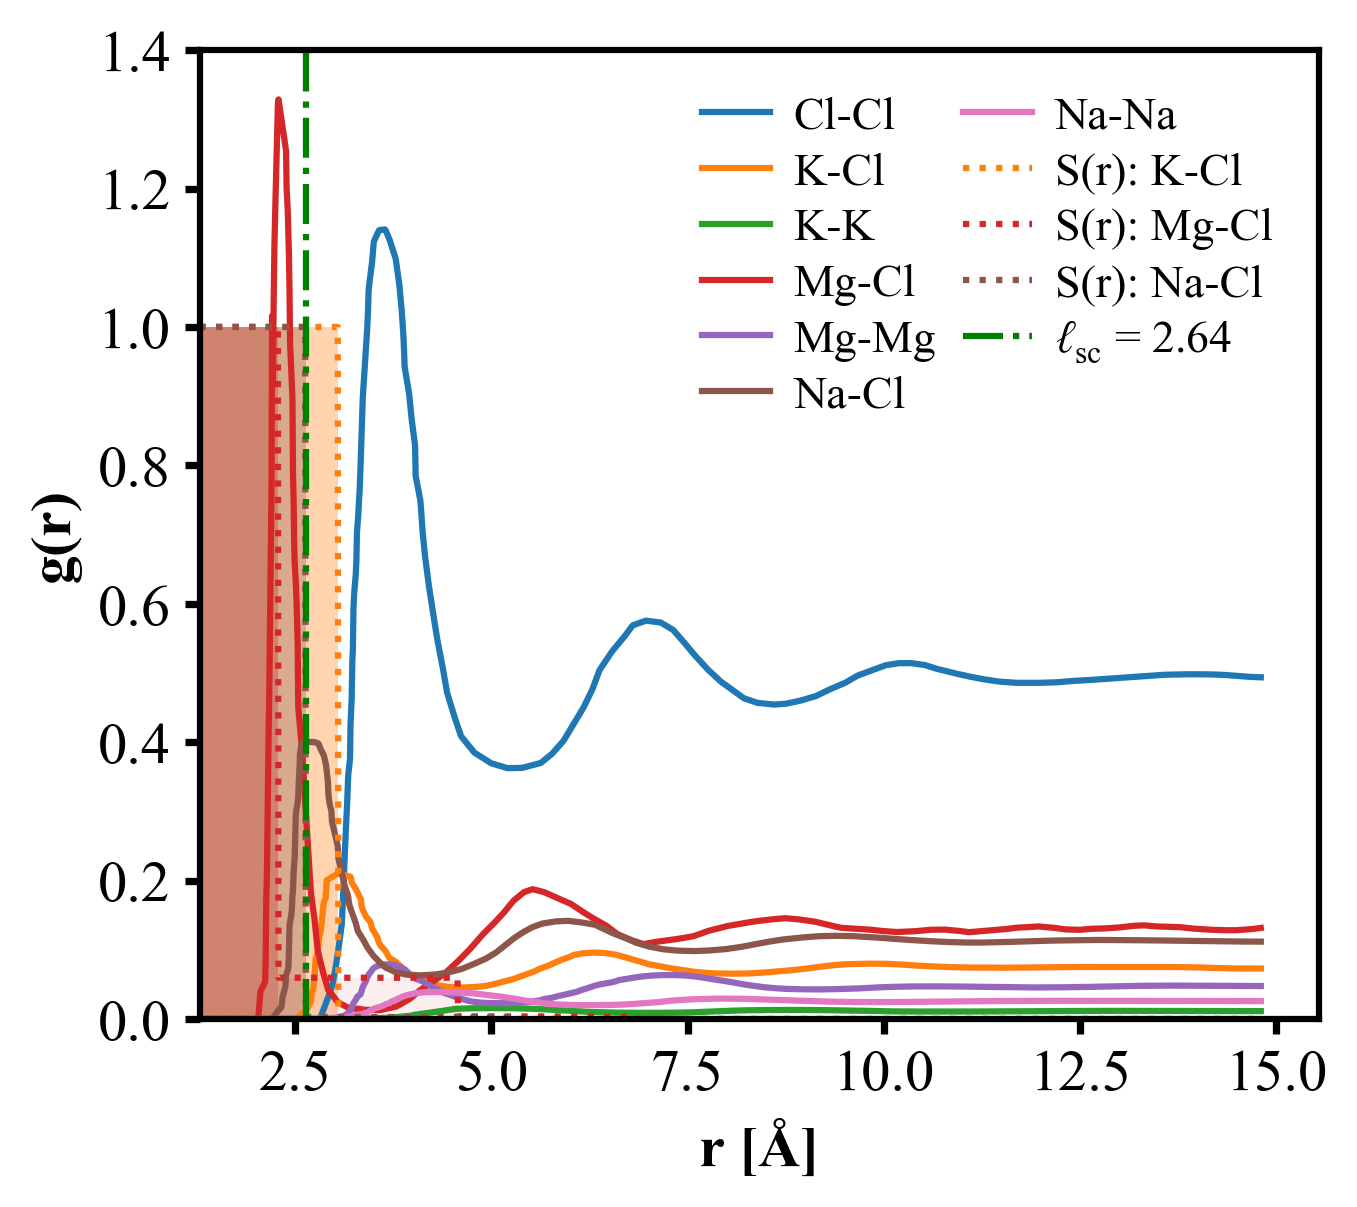 1.4
1.2
1.0
0.8
0.6
0.4
0.2
0.0
g(r)
2.5 5.0 7.5 10.0 12.5 15.0
r [Å]
Cl-Cl
K-Cl
K-K
Mg-Cl
Mg-Mg
Na-Cl
Na-Na
S(r): K-Cl
S(r): Mg-Cl
S(r): Na-Cl
ℓsc = 2.64